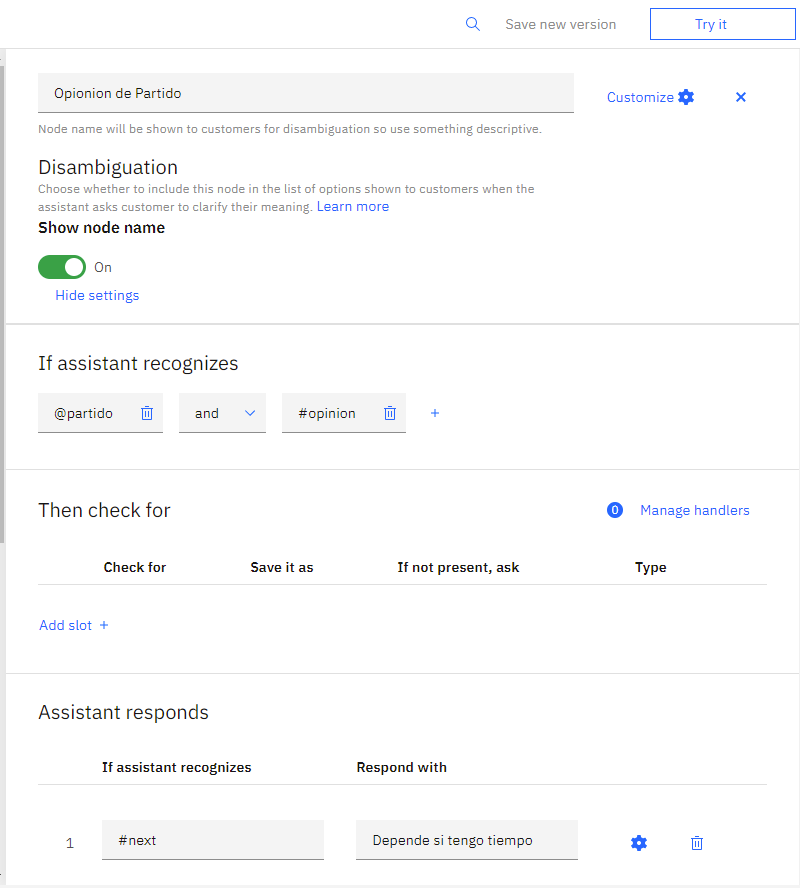 Save new version
Try it
Opionion de Partido
Customize
Node name will be shown to customers for disambiguation so use something descriptive.
Disambiguation
Choose whether to include this node in the list of options shown to customers when the
assistant asks customer to clarify their meaning. Learn more
Show node name
On
Hide settings
If assistant recognizes
@partido and #opinion
Then check for
0 Manage handlers
Check for Save it as If not present, ask Type
Add slot +
Assistant responds
If assistant recognizes Respond with
1 #next Depende si tengo tiempo